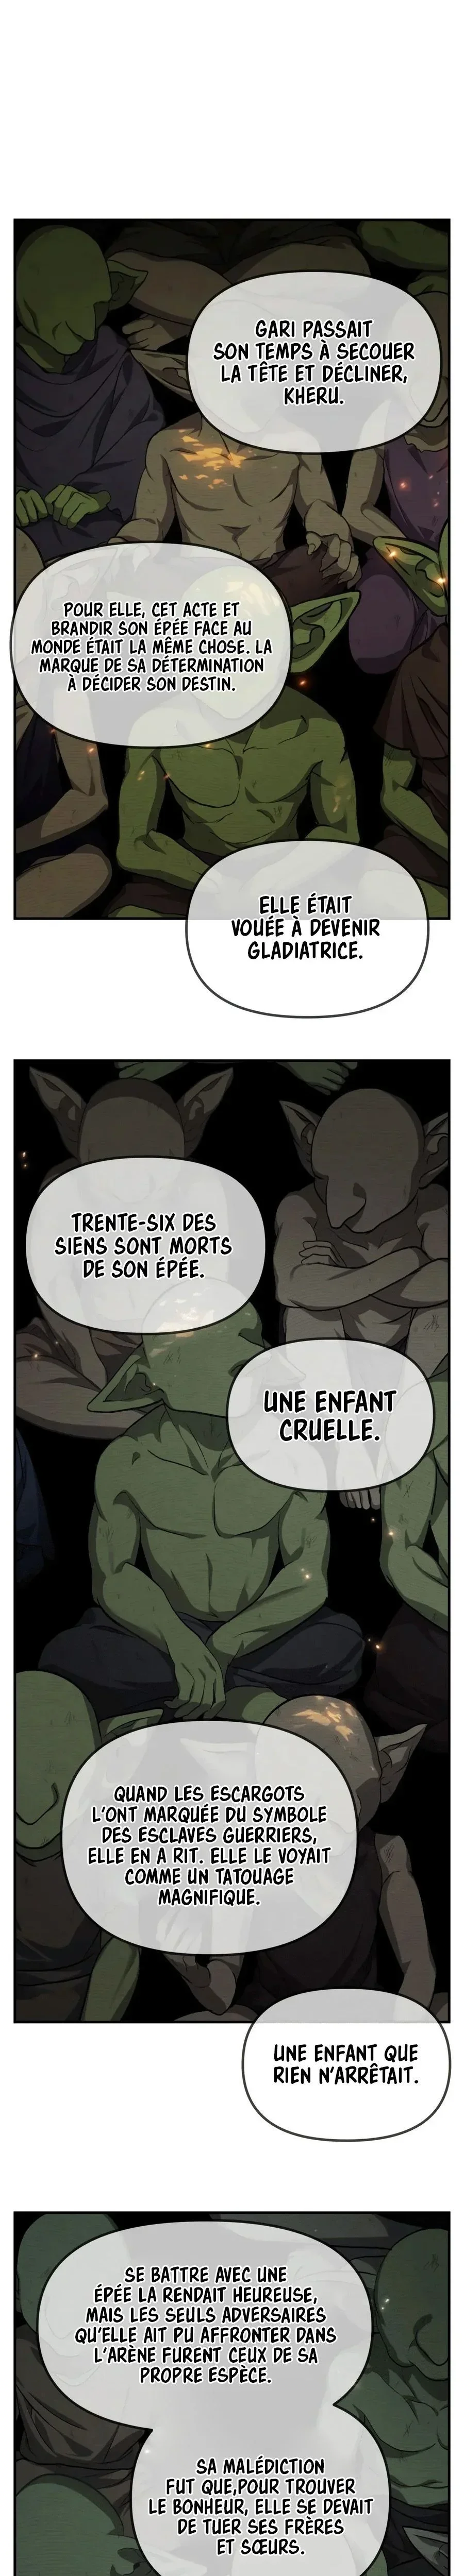 GARI PASSAIT
SON TEMPS À SECOUER
LA TÊTE ET DÉCLINER,
KHERU.
POUR ELLE, CET ACTE ET
BRANDIR SON ÉPÉE FACE AU
MONDE ÉTAIT LA MÊME CHOSE. LA
MARQUE DE SA DÉTERMINATION
À DÉCIDER SON DESTIN.
ELLE ÉTAIT
VOUÉE À DEVENIR
GLADIATRICE.
TRENTE-SIX DES
SIENS SONT MORTS
DE SON ÉPÉE.
UNE ENFANT
CRUELLE.
QUAND LES ESCARGOTS
L'ONT MARQUÉE DU SYMBOLE
DES ESCLAVES GUERRIERS,
ELLE EN A RIT. ELLE LE VOYAIT
COMME UN TATOUAGE
MAGNIFIQUE.
UNE ENFANT QUE
RIEN N'ARRÊTAIT.
SE BATTRE AVEC UNE
ÉPÉE LA RENDAIT HEUREUSE,
MAIS LES SEULS ADVERSAIRES
QU'ELLE AIT PU AFFRONTER DANS
L'ARÈNE FURENT CEUX DE SA
PROPRE ESPÈCE.
SA MALÉDICTION
FUT QUE,POUR TROUVER
LE BONHEUR, ELLE SE DEVAIT
DE TUER SES FRÈRES
ET SŒURS.